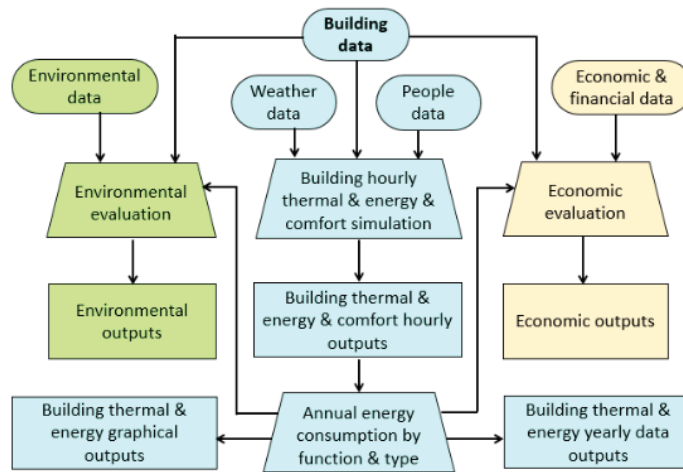 Building
data
Environmental
data
Weather
data
People
data
Economic &
financial data
Environmental
evaluation
Building hourly
thermal & energy &
comfort simulation
Economic
evaluation
Environmental
outputs
Building thermal &
energy & comfort hourly
outputs
Economic outputs
Building thermal &
energy graphical
outputs
Annual energy
consumption by
function & type
Building thermal &
energy yearly data
outputs